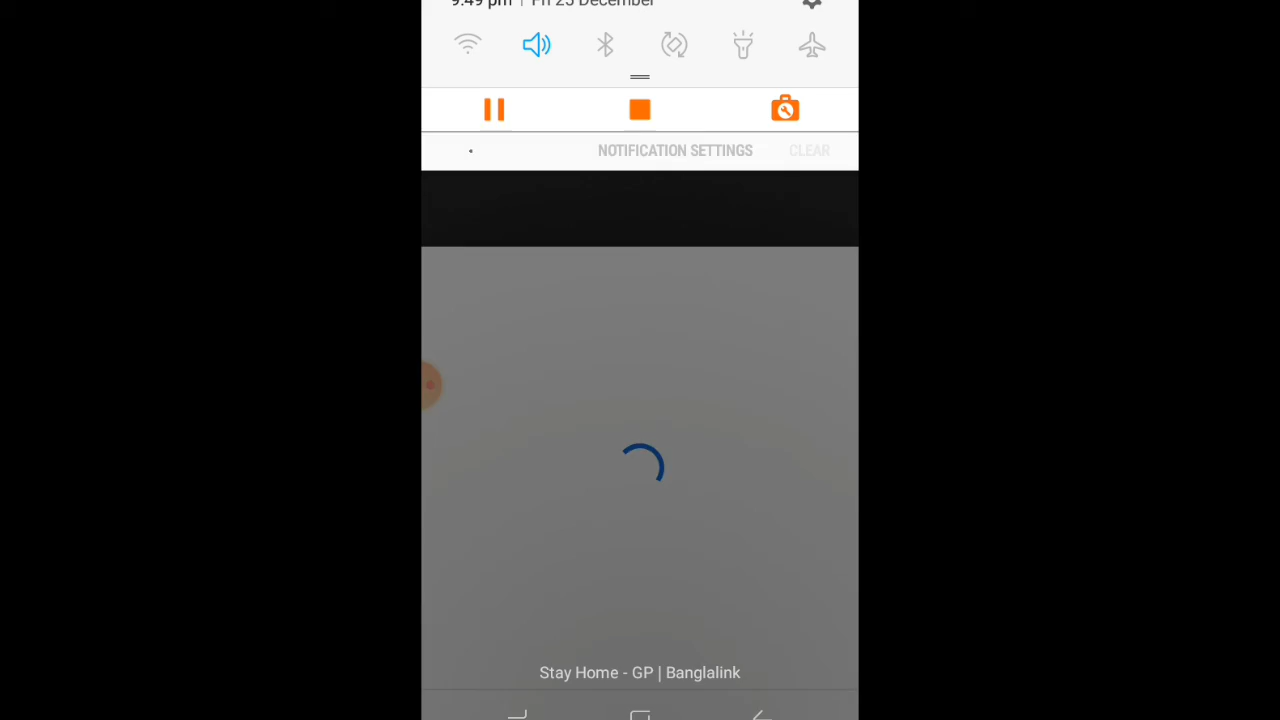 9:49 pm | Fri 25 December
NOTIFICATION SETTINGS CLEAR
Stay Home - GP | Banglalink